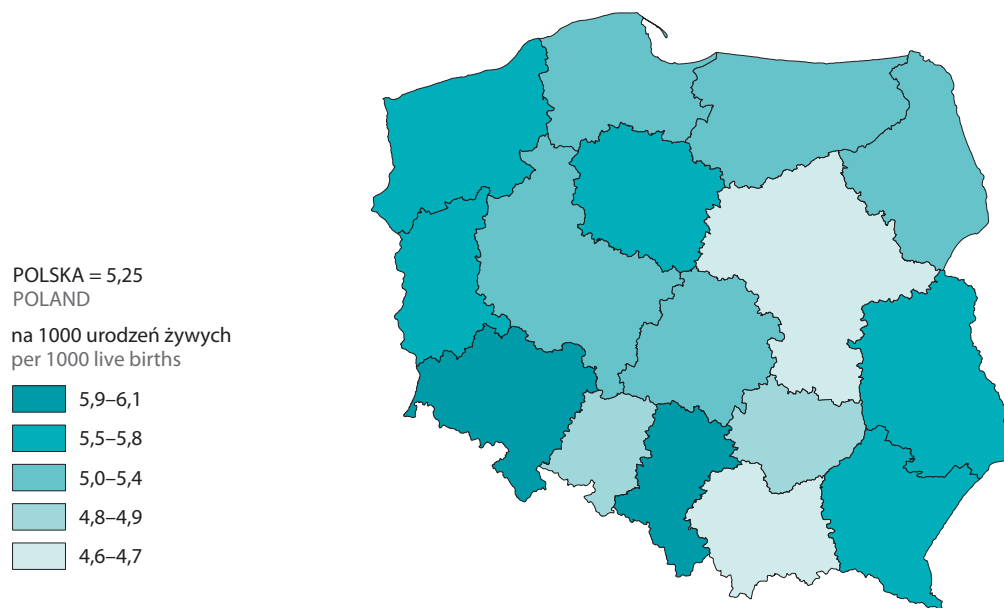 POLSKA = 5,25
POLAND
na 1000 urodzeń żywych
per 1000 live births
5,9–6,1
5,5–5,8
5,0–5,4
4,8–4,9
4,6–4,7